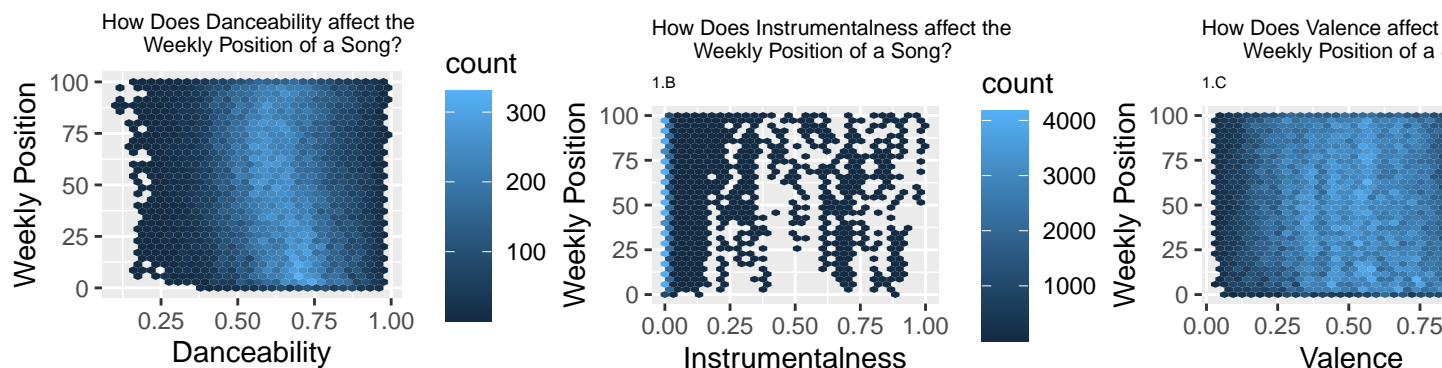 How Does Danceability affect the
Weekly Position of a Song?
count
300
200
100
Weekly Position
100
75
50
25
0
0.25
0.50
0.75
1.00
Danceability
How Does Instrumentalness affect the
Weekly Position of a Song?
1.B
count
4000
3000
2000
1000
Weekly Position
100
75
50
25
0
0.00
0.25
0.50
0.75
1.00
Instrumentalness
How Does Valence affect
Weekly Position of a
1.C
Weekly Position
100
75
50
25
0
0.00
0.25
0.50
0.75
Valence